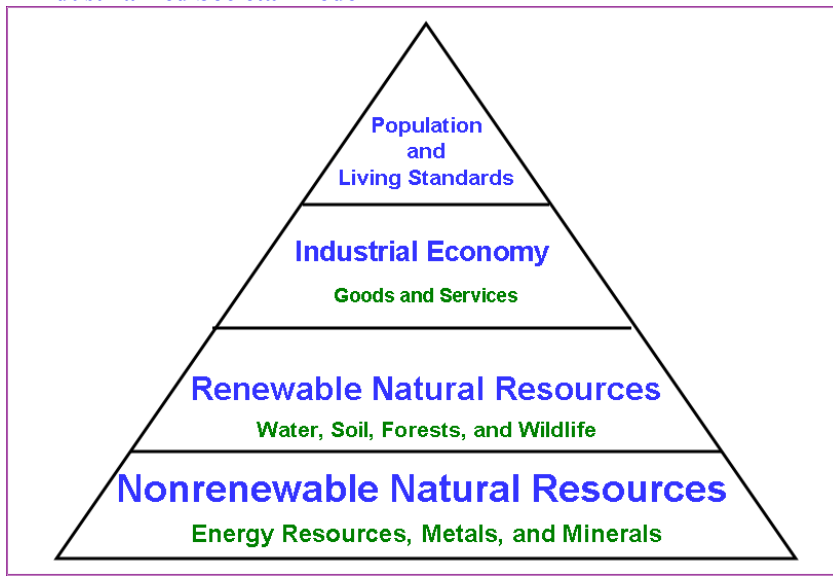 Population
and
Living Standards
Industrial Economy
Goods and Services
Renewable Natural Resources
Water, Soil, Forests, and Wildlife
Nonrenewable Natural Resources
Energy Resources, Metals, and Minerals